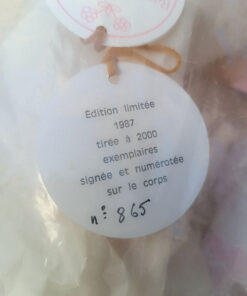 Edition limitée
1987
tirée à 2000
exemplaires
signée et numérotée
sur le corps
n°: 865